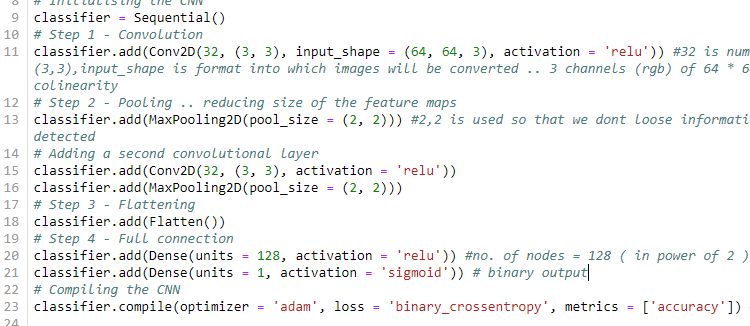 8 # Initialising the CNN
9 classifier = Sequential()
10 # Step 1 - Convolution
11 classifier.add(Conv2D(32, (3, 3), input_shape = (64, 64, 3), activation = 'relu')) #32 is num
(3,3),input_shape is format into which images will be converted .. 3 channels (rgb) of 64 * 6
colinearity
12 # Step 2 - Pooling .. reducing size of the feature maps
13 classifier.add(MaxPooling2D(pool_size = (2, 2))) #2,2 is used so that we dont loose informati
detected
14 # Adding a second convolutional layer
15 classifier.add(Conv2D(32, (3, 3), activation = 'relu'))
16 classifier.add(MaxPooling2D(pool_size = (2, 2)))
17 # Step 3 - Flattening
18 classifier.add(Flatten())
19 # Step 4 - Full connection
20 classifier.add(Dense(units = 128, activation = 'relu')) #no. of nodes = 128 ( in power of 2 )
21 classifier.add(Dense(units = 1, activation = 'sigmoid')) # binary output
22 # Compiling the CNN
23 classifier.compile(optimizer = 'adam', loss = 'binary_crossentropy', metrics = ['accuracy'])
24